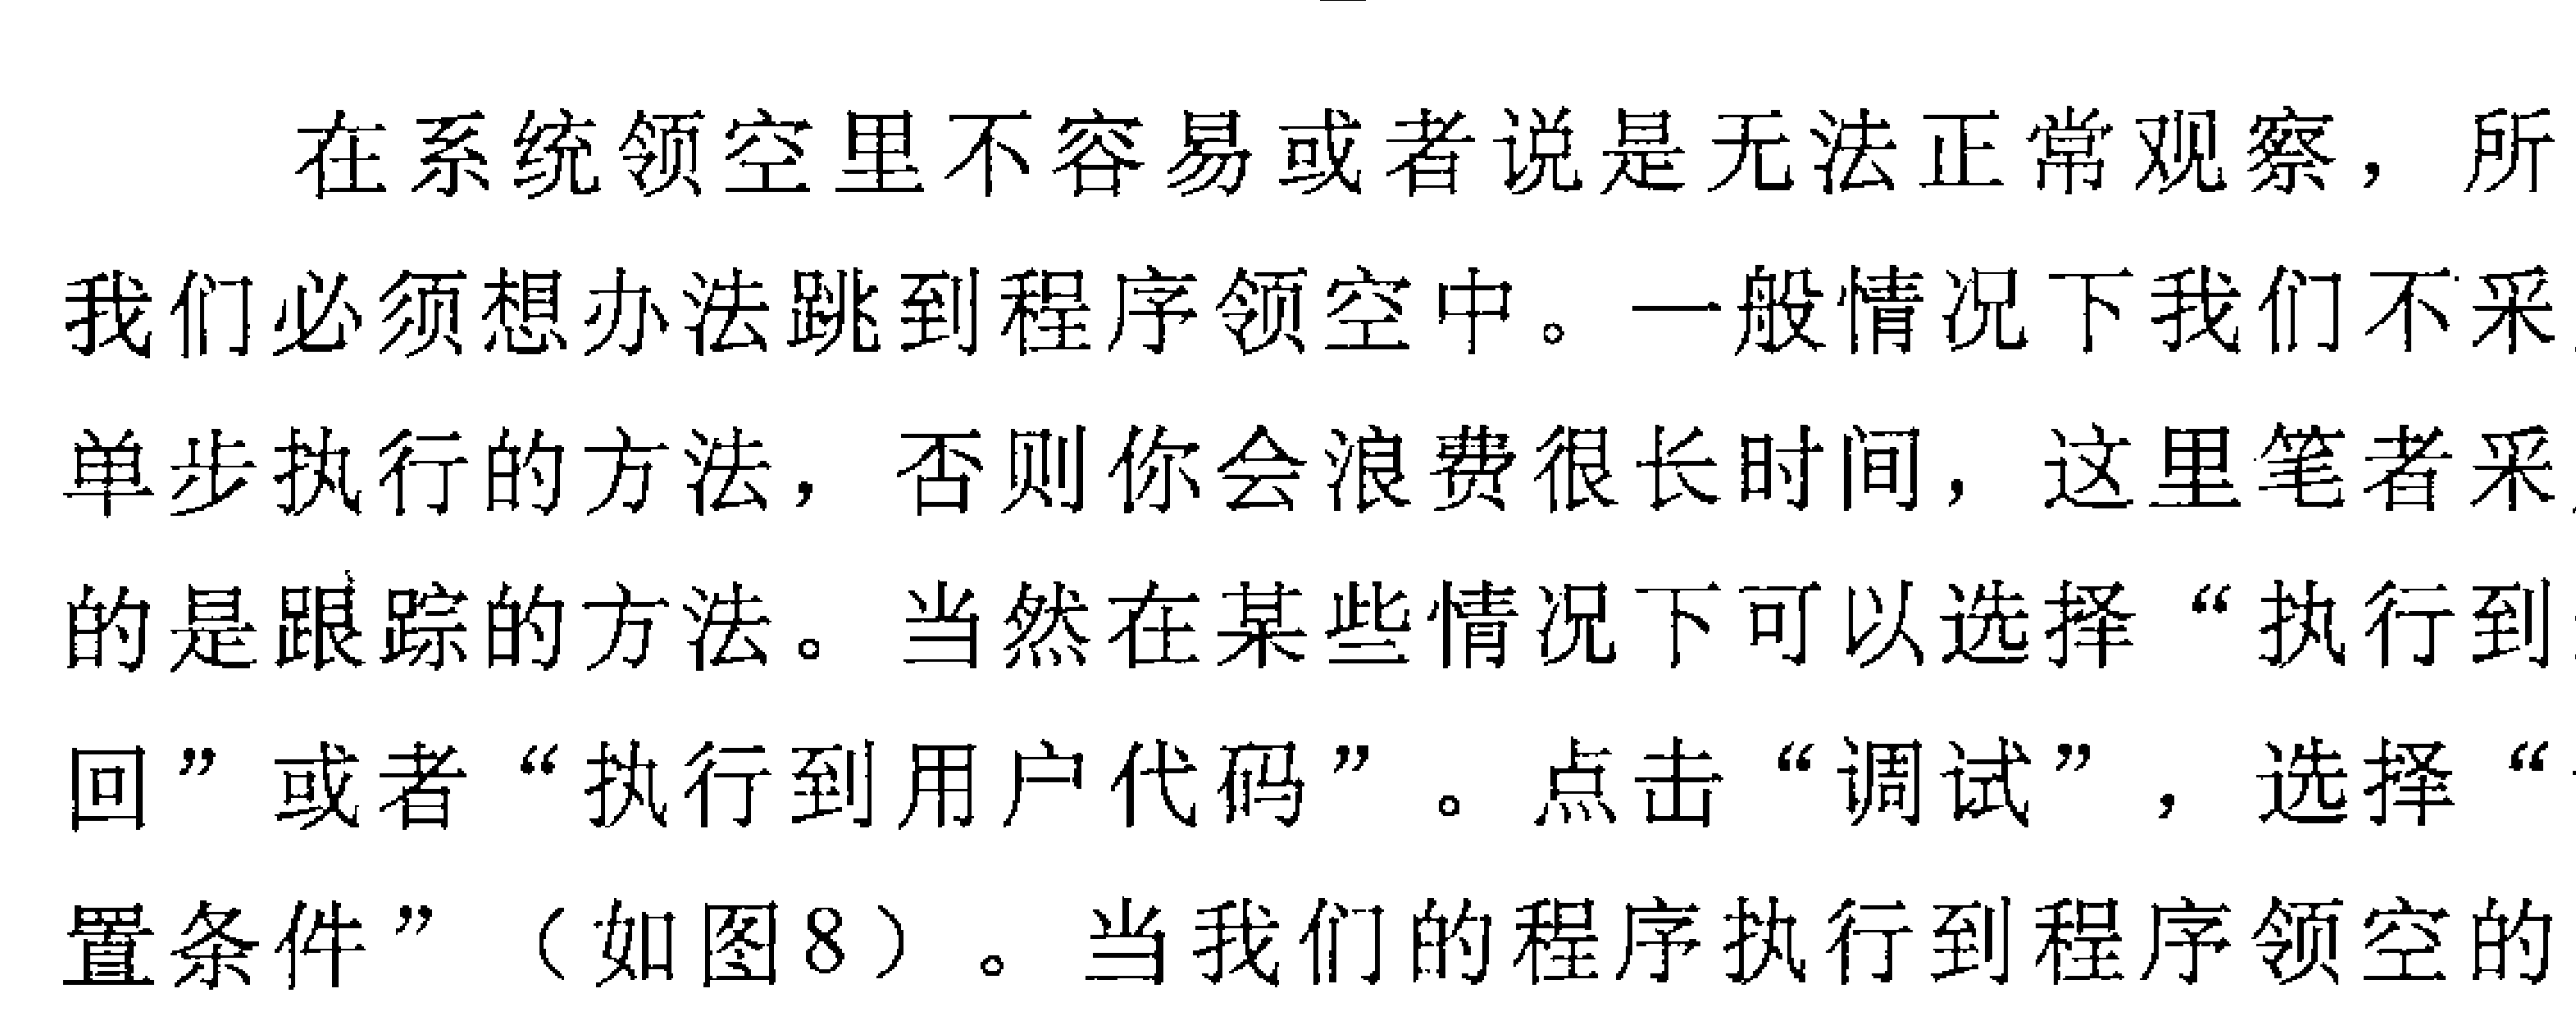 在系统领空里不容易或者说是无法正常观察，所
我们必须想办法跳到程序领空中。一般情况下我们不采
单步执行的方法，否则你会浪费很长时间，这里笔者采
的是跟踪的方法。当然在某些情况下可以选择“执行到
回”或者“执行到用户代码”。点击“调试”，选择“
置条件”（如图8）。当我们的程序执行到程序领空的